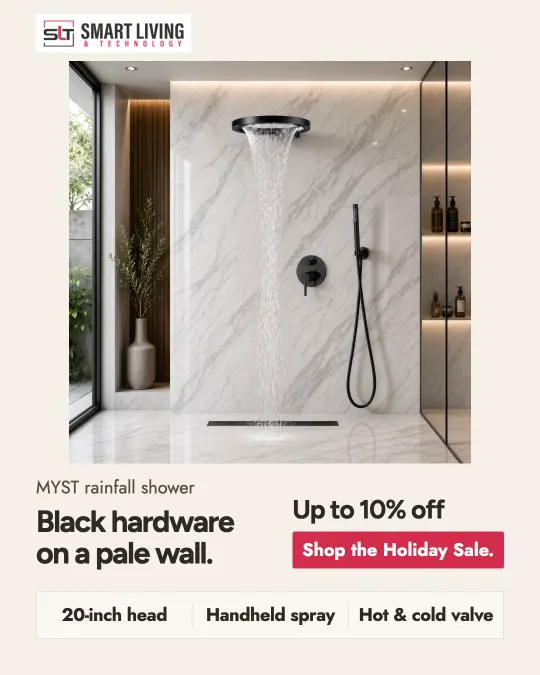 SLT SMART LIVING
& TECHNOLOGY
MYST rainfall shower
Black hardware
on a pale wall.
Up to 10% off
Shop the Holiday Sale.
20-inch head
Handheld spray
Hot & cold valve